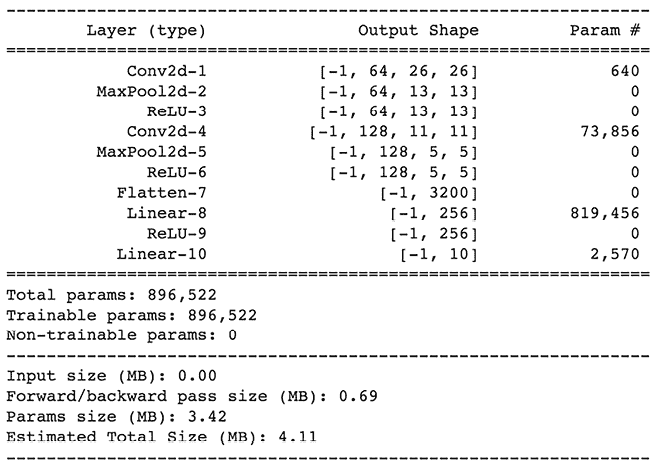 ----------------------------------------------------------------
Layer (type) Output Shape Param #
================================================================
Conv2d-1 [-1, 64, 26, 26] 640
MaxPool2d-2 [-1, 64, 13, 13] 0
ReLU-3 [-1, 64, 13, 13] 0
Conv2d-4 [-1, 128, 11, 11] 73,856
MaxPool2d-5 [-1, 128, 5, 5] 0
ReLU-6 [-1, 128, 5, 5] 0
Flatten-7 [-1, 3200] 0
Linear-8 [-1, 256] 819,456
ReLU-9 [-1, 256] 0
Linear-10 [-1, 10] 2,570
================================================================
Total params: 896,522
Trainable params: 896,522
Non-trainable params: 0
----------------------------------------------------------------
Input size (MB): 0.00
Forward/backward pass size (MB): 0.69
Params size (MB): 3.42
Estimated Total Size (MB): 4.11
----------------------------------------------------------------